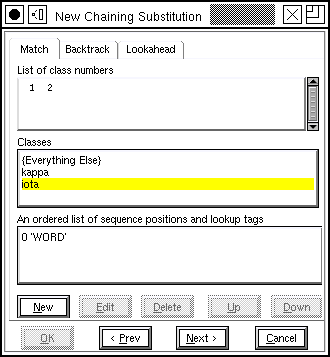 New Chaining Substitution
Match Backtrack Lookahead
List of class numbers
1 2
Classes
{Everything Else}
kappa
iota
An ordered list of sequence positions and lookup tags
0 'WORD'
New Edit Delete Up Down
OK < Prev Next > Cancel